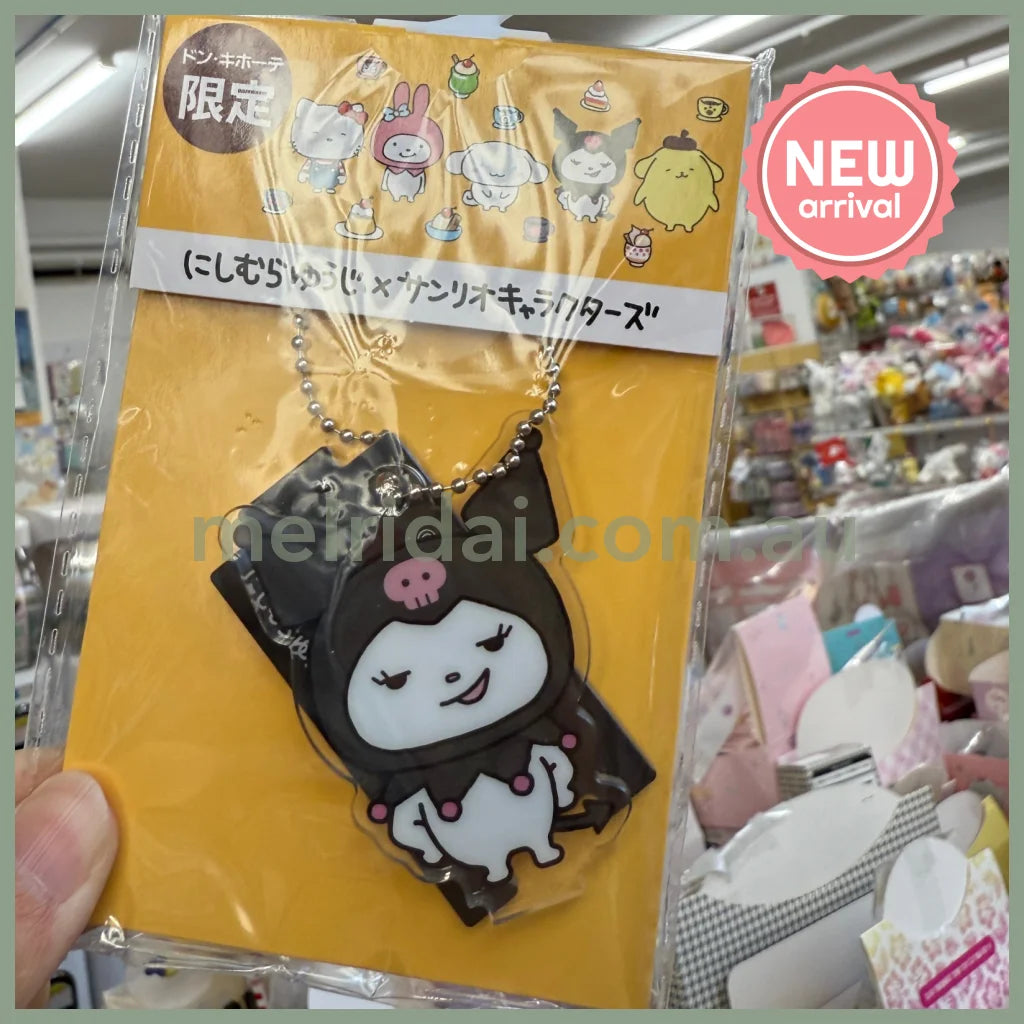 ドン・キホーテ
限定
NEW
arrival
にしむらゆうじ×サンリオキャラクターズ
meiridai.com.au